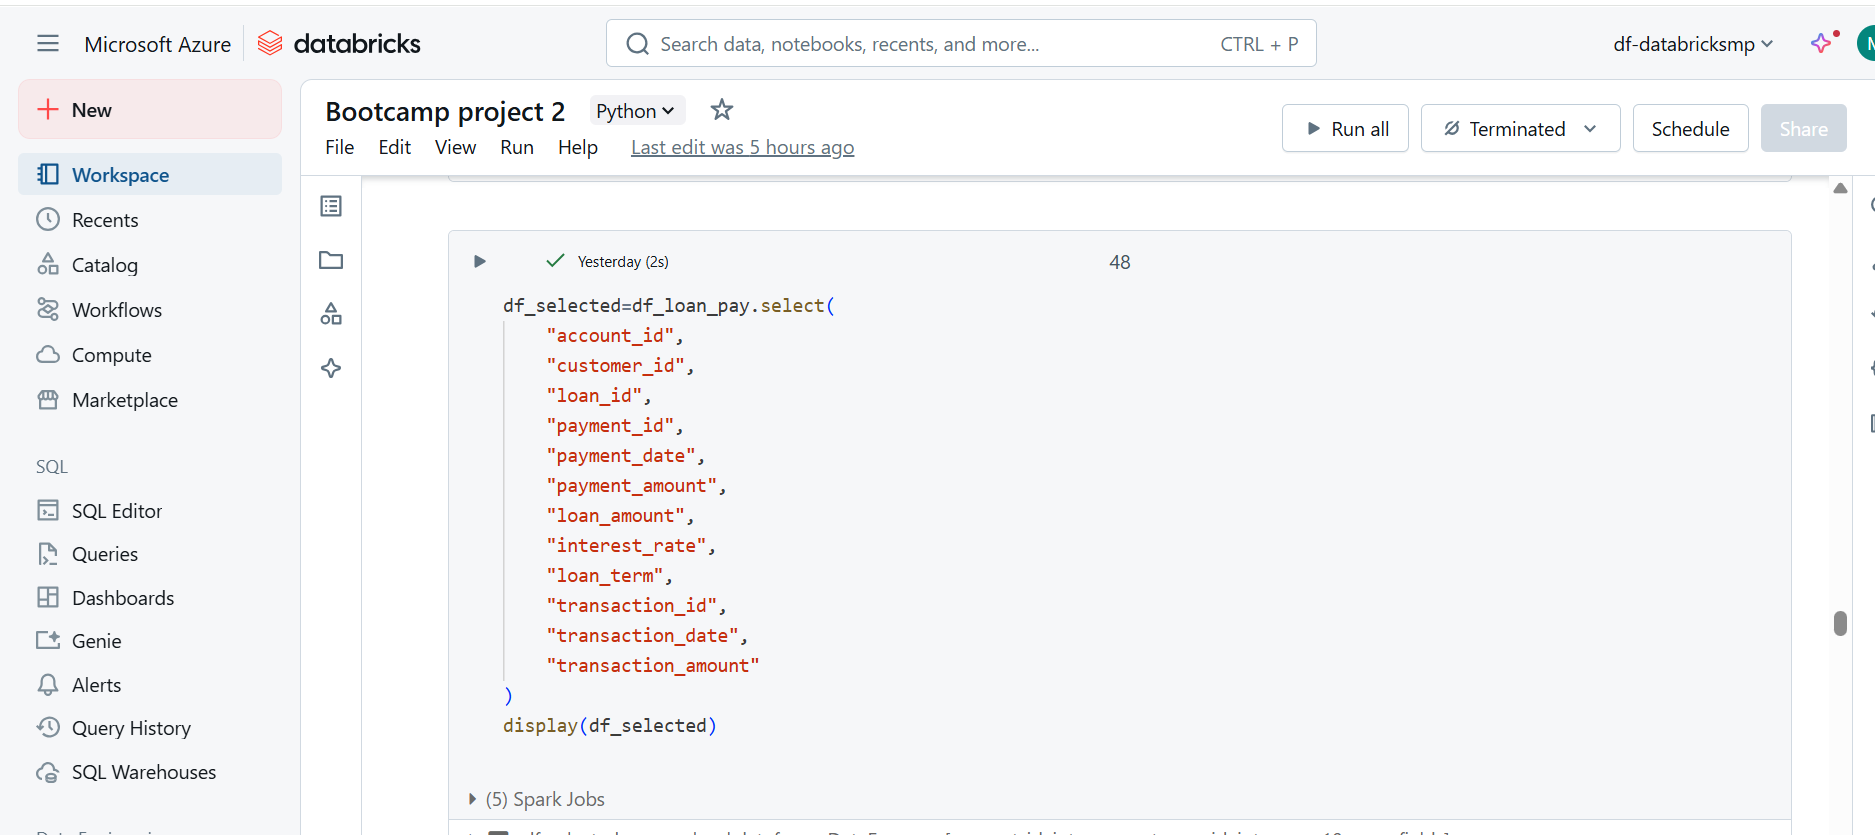 Microsoft Azure databricks
Search data, notebooks, recents, and more... CTRL + P
df-databricksmp
New
Workspace
Recents
Catalog
Workflows
Compute
Marketplace
SQL
SQL Editor
Queries
Dashboards
Genie
Alerts
Query History
SQL Warehouses
Bootcamp project 2 Python
File Edit View Run Help Last edit was 5 hours ago
Run all Terminated Schedule Share
Yesterday (2s) 48
df_selected=df_loan_pay.select(
"account_id",
"customer_id",
"loan_id",
"payment_id",
"payment_date",
"payment_amount",
"loan_amount",
"interest_rate",
"loan_term",
"transaction_id",
"transaction_date",
"transaction_amount"
)
display(df_selected)
(5) Spark Jobs